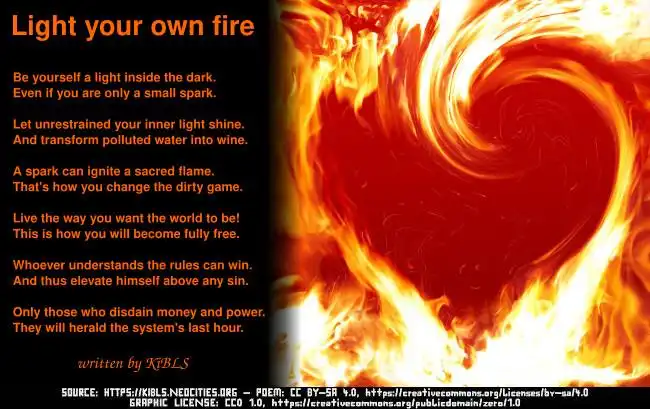 Light your own fire
Be yourself a light inside the dark.
Even if you are only a small spark.
Let unrestrained your inner light shine.
And transform polluted water into wine.
A spark can ignite a sacred flame.
That's how you change the dirty game.
Live the way you want the world to be!
This is how you will become fully free.
Whoever understands the rules can win.
And thus elevate himself above any sin.
Only those who disdain money and power.
They will herald the system's last hour.
written by KiBLS
SOURCE: HTTPS://KIBLS.NEOCITIES.ORG – POEM: CC BY-SA 4.0, https://creativecommons.org/licenses/by-sa/4.0
GRAPHIC LICENSE: CC0 1.0, https://creativecommons.org/publicdomain/zero/1.0